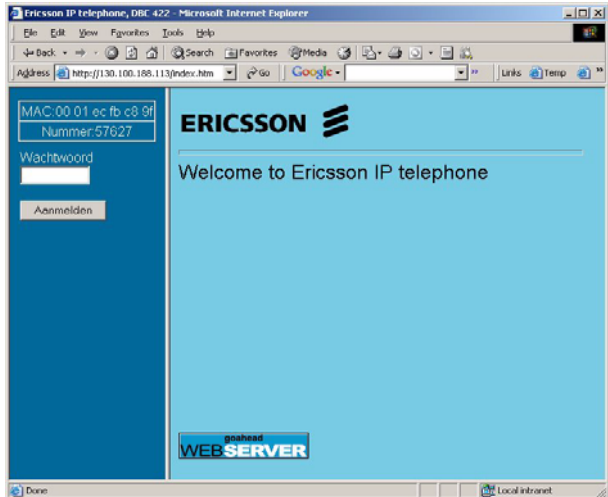 Ericsson IP telephone, DBC 422 - Microsoft Internet Explorer
File Edit View Favorites Tools Help
Back Search Favorites Media
Address http://130.100.188.113/index.htm Go Google Links Temp
MAC:00 01 ec fb c8 9f
Nummer:57627
Wachtwoord
Aanmelden
ERICSSON
Welcome to Ericsson IP telephone
goahead
WEBSERVER
Done Local intranet